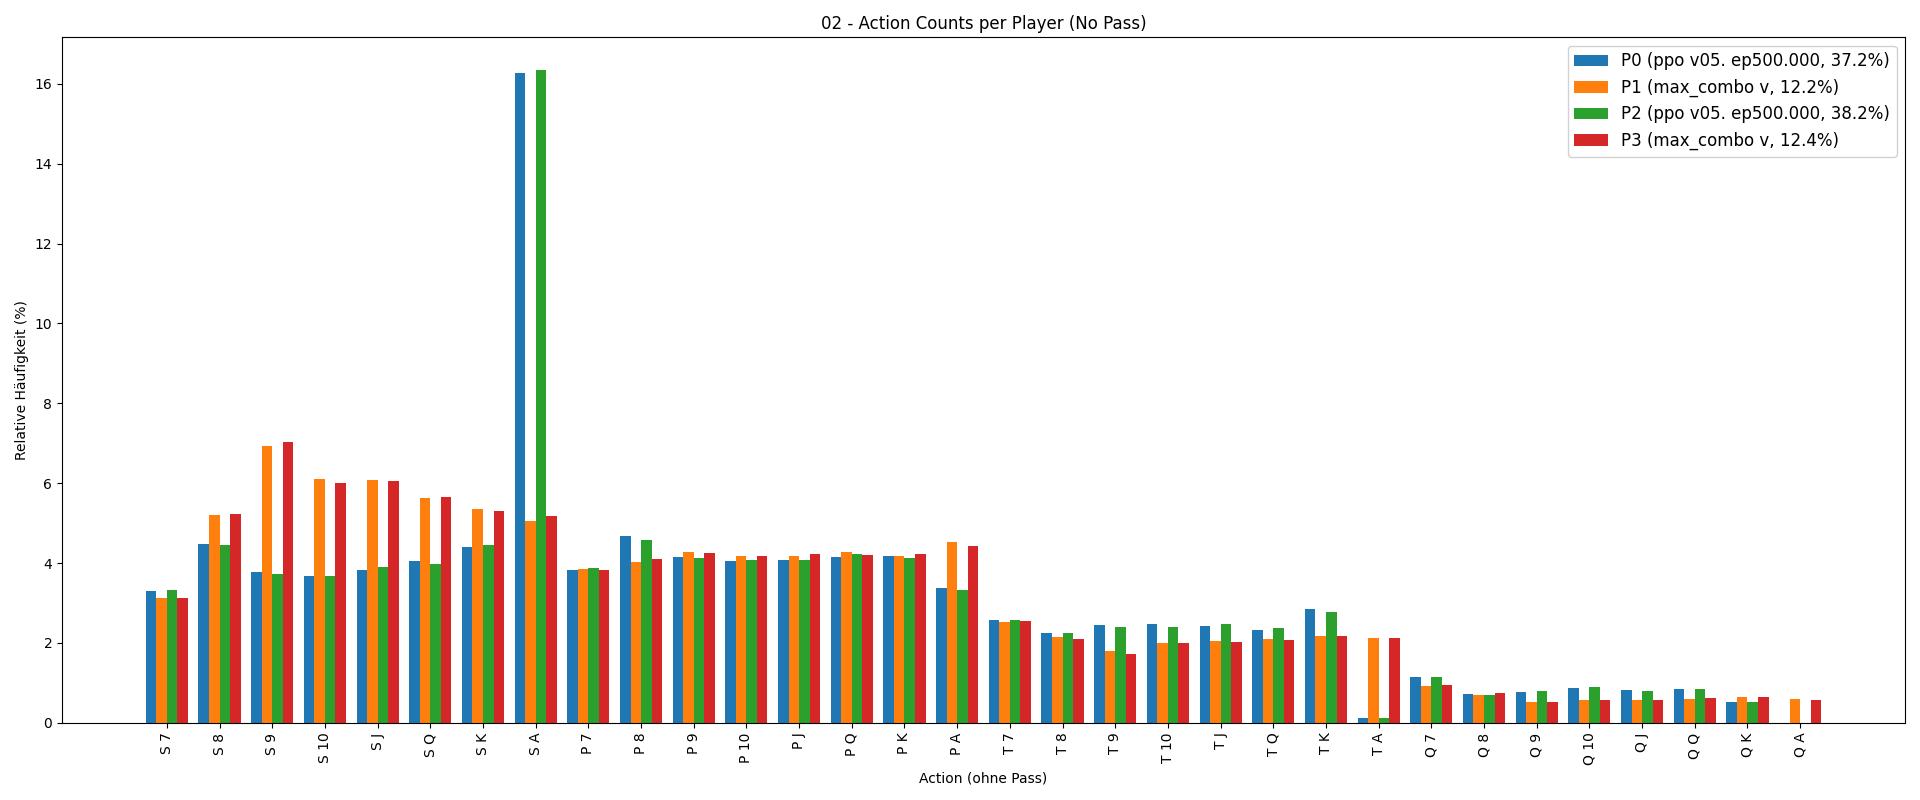 02 - Action Counts per Player (No Pass)
P0 (ppo v05. ep500.000, 37.2%)
P1 (max_combo v, 12.2%)
P2 (ppo v05. ep500.000, 38.2%)
P3 (max_combo v, 12.4%)
Relative Häufigkeit (%)
16
14
12
10
8
6
4
2
0
S 7
S 8
S 9
S 10
S J
S Q
S K
S A
P 7
P 8
P 9
P 10
P J
P Q
P K
P A
T 7
T 8
T 9
T 10
T J
T Q
T K
T A
Q 7
Q 8
Q 9
Q 10
Q J
Q Q
Q K
Q A
Action (ohne Pass)